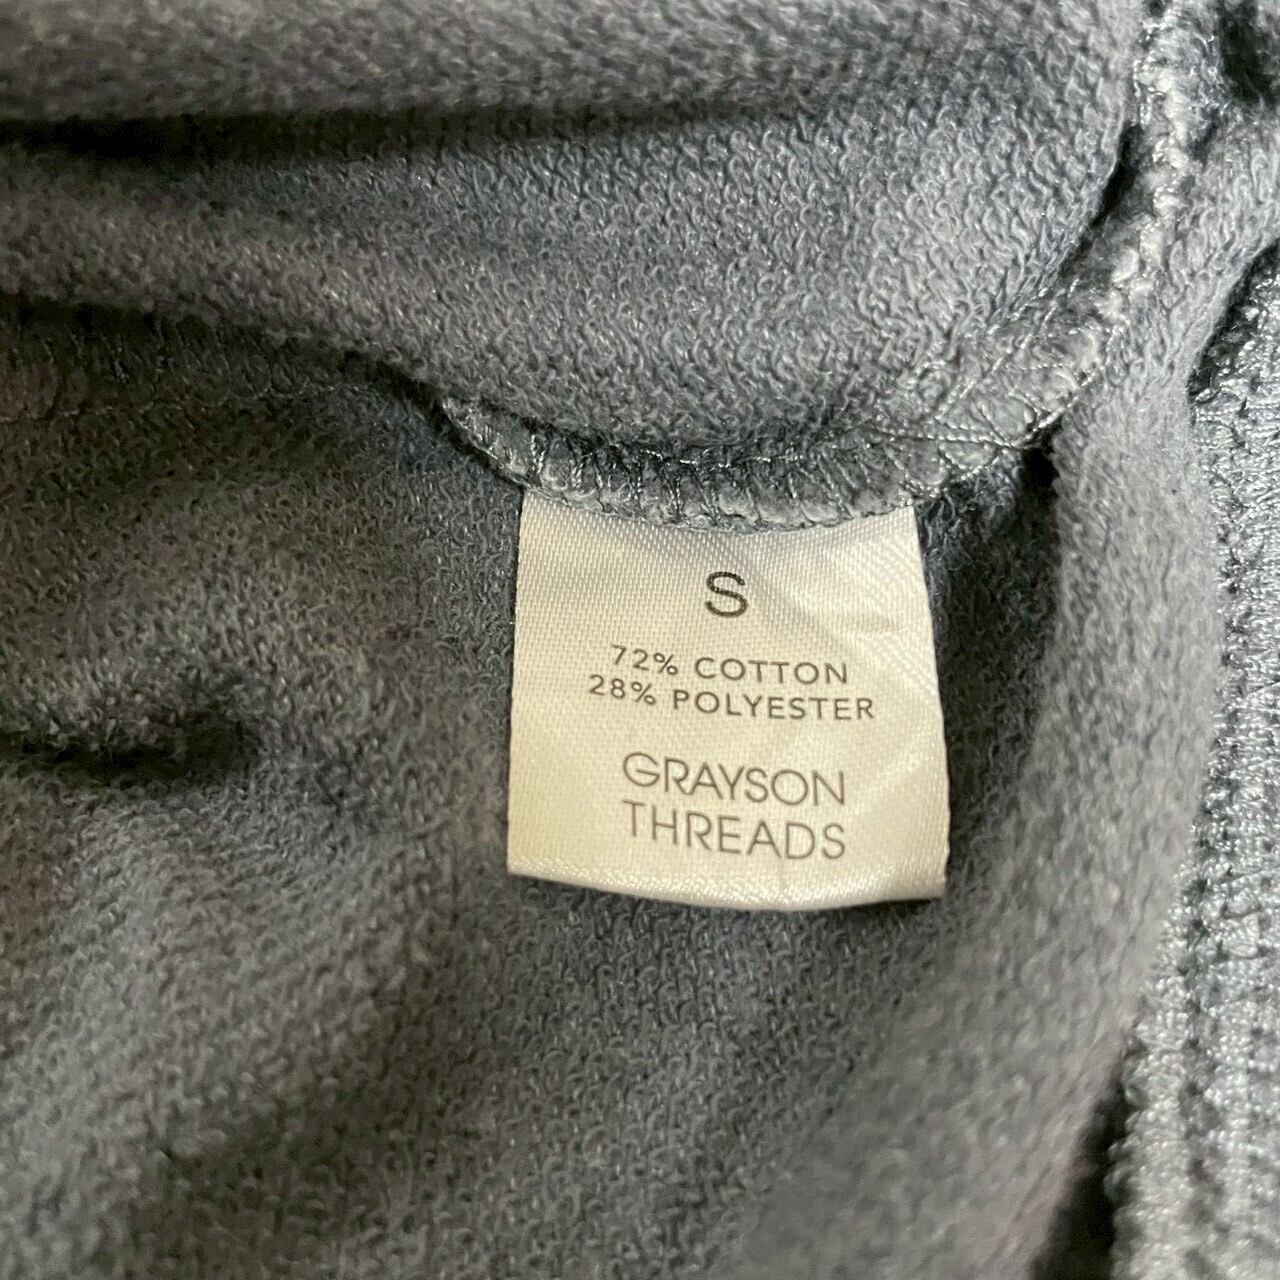 S
72% COTTON
28% POLYESTER
GRAYSON
THREADS